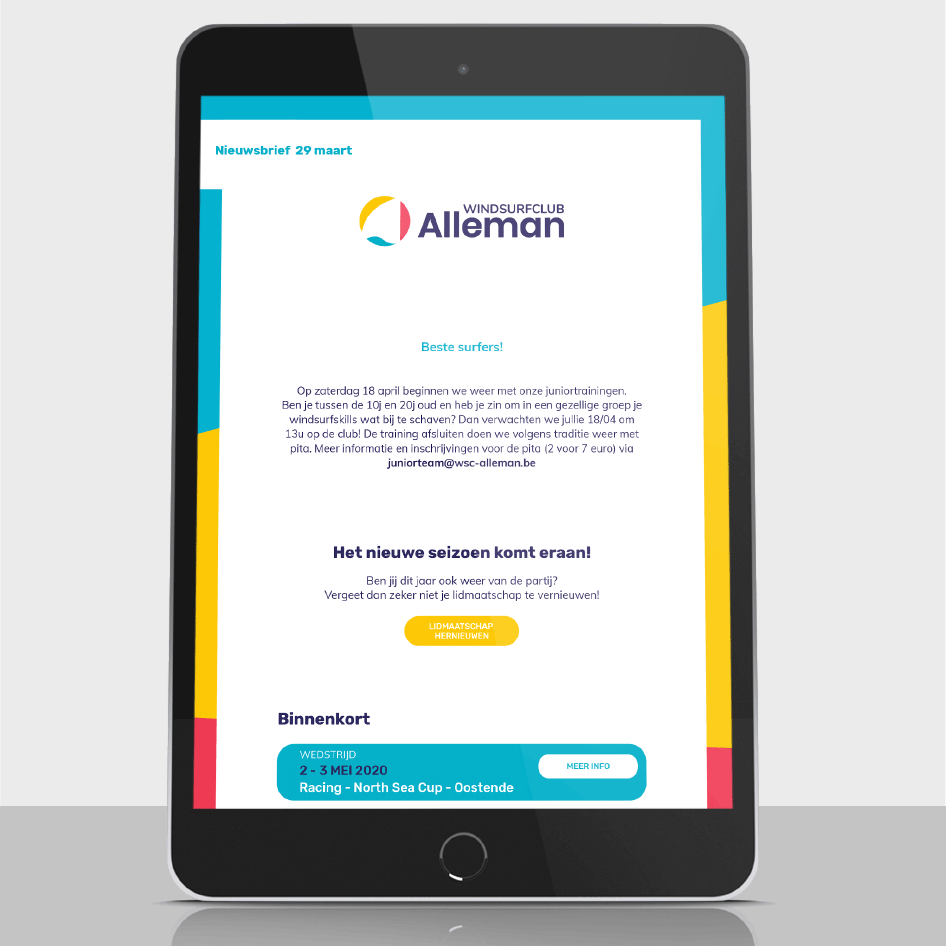 Nieuwsbrief 29 maart
WINDSURFCLUB
Alleman
Beste surfers!
Op zaterdag 18 april beginnen we weer met onze juniortrainingen.
Ben je tussen de 10j en 20j oud en heb je zin om in een gezellige groep je
windsurfskills wat bij te schaven? Dan verwachten we jullie 18/04 om
13u op de club! De training afsluiten doen we volgens traditie weer met
pita. Meer informatie en inschrijvingen voor de pita (2 voor 7 euro) via
juniorteam@wsc-alleman.be
Het nieuwe seizoen komt eraan!
Ben jij dit jaar ook weer van de partij?
Vergeet dan zeker niet je lidmaatschap te vernieuwen!
LIDMAATSCHAP
HERNIEUWEN
Binnenkort
WEDSTRIJD
2 - 3 MEI 2020
Racing - North Sea Cup - Oostende
MEER INFO